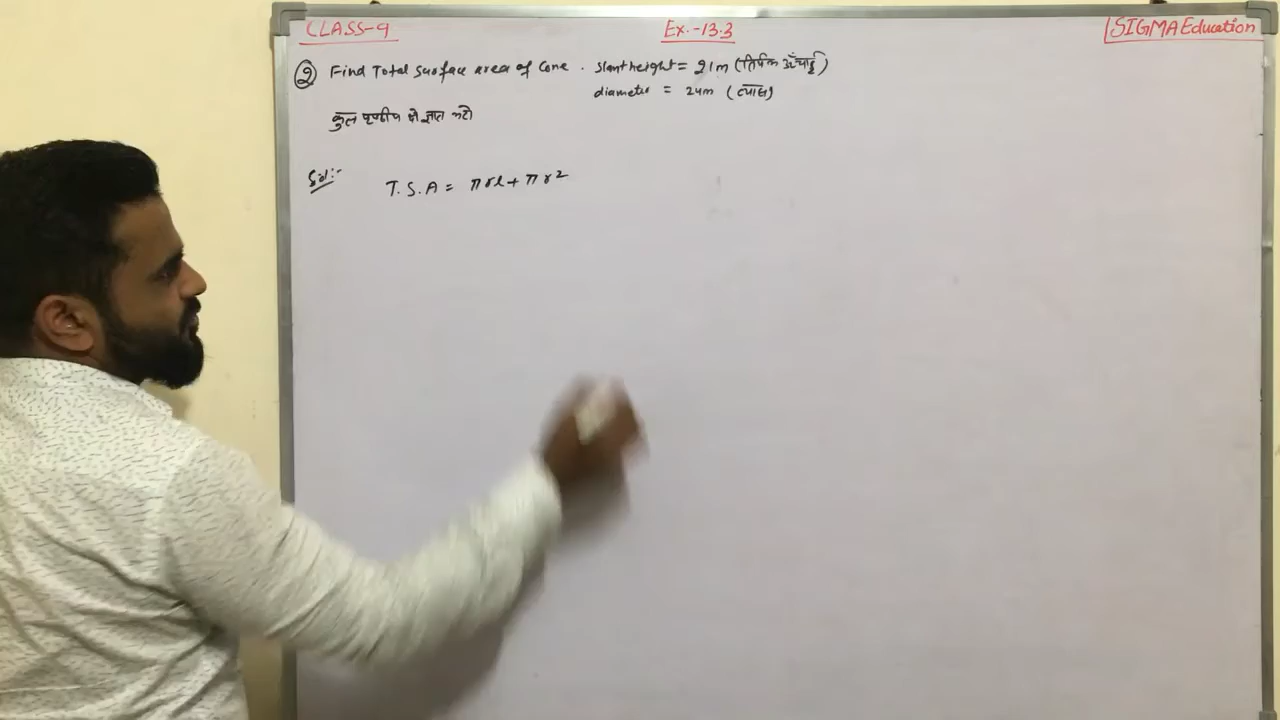 CLASS-9 Ex.-13.3 SIGMA Education
② Find Total Surface area of Cone . Slant height = 21m (तिर्यक ऊँचाई)
diameter = 24m (व्यास)
कुल पृष्ठीय क्षे ज्ञात करो
Sol:-
T.S.A = πrl + πr2